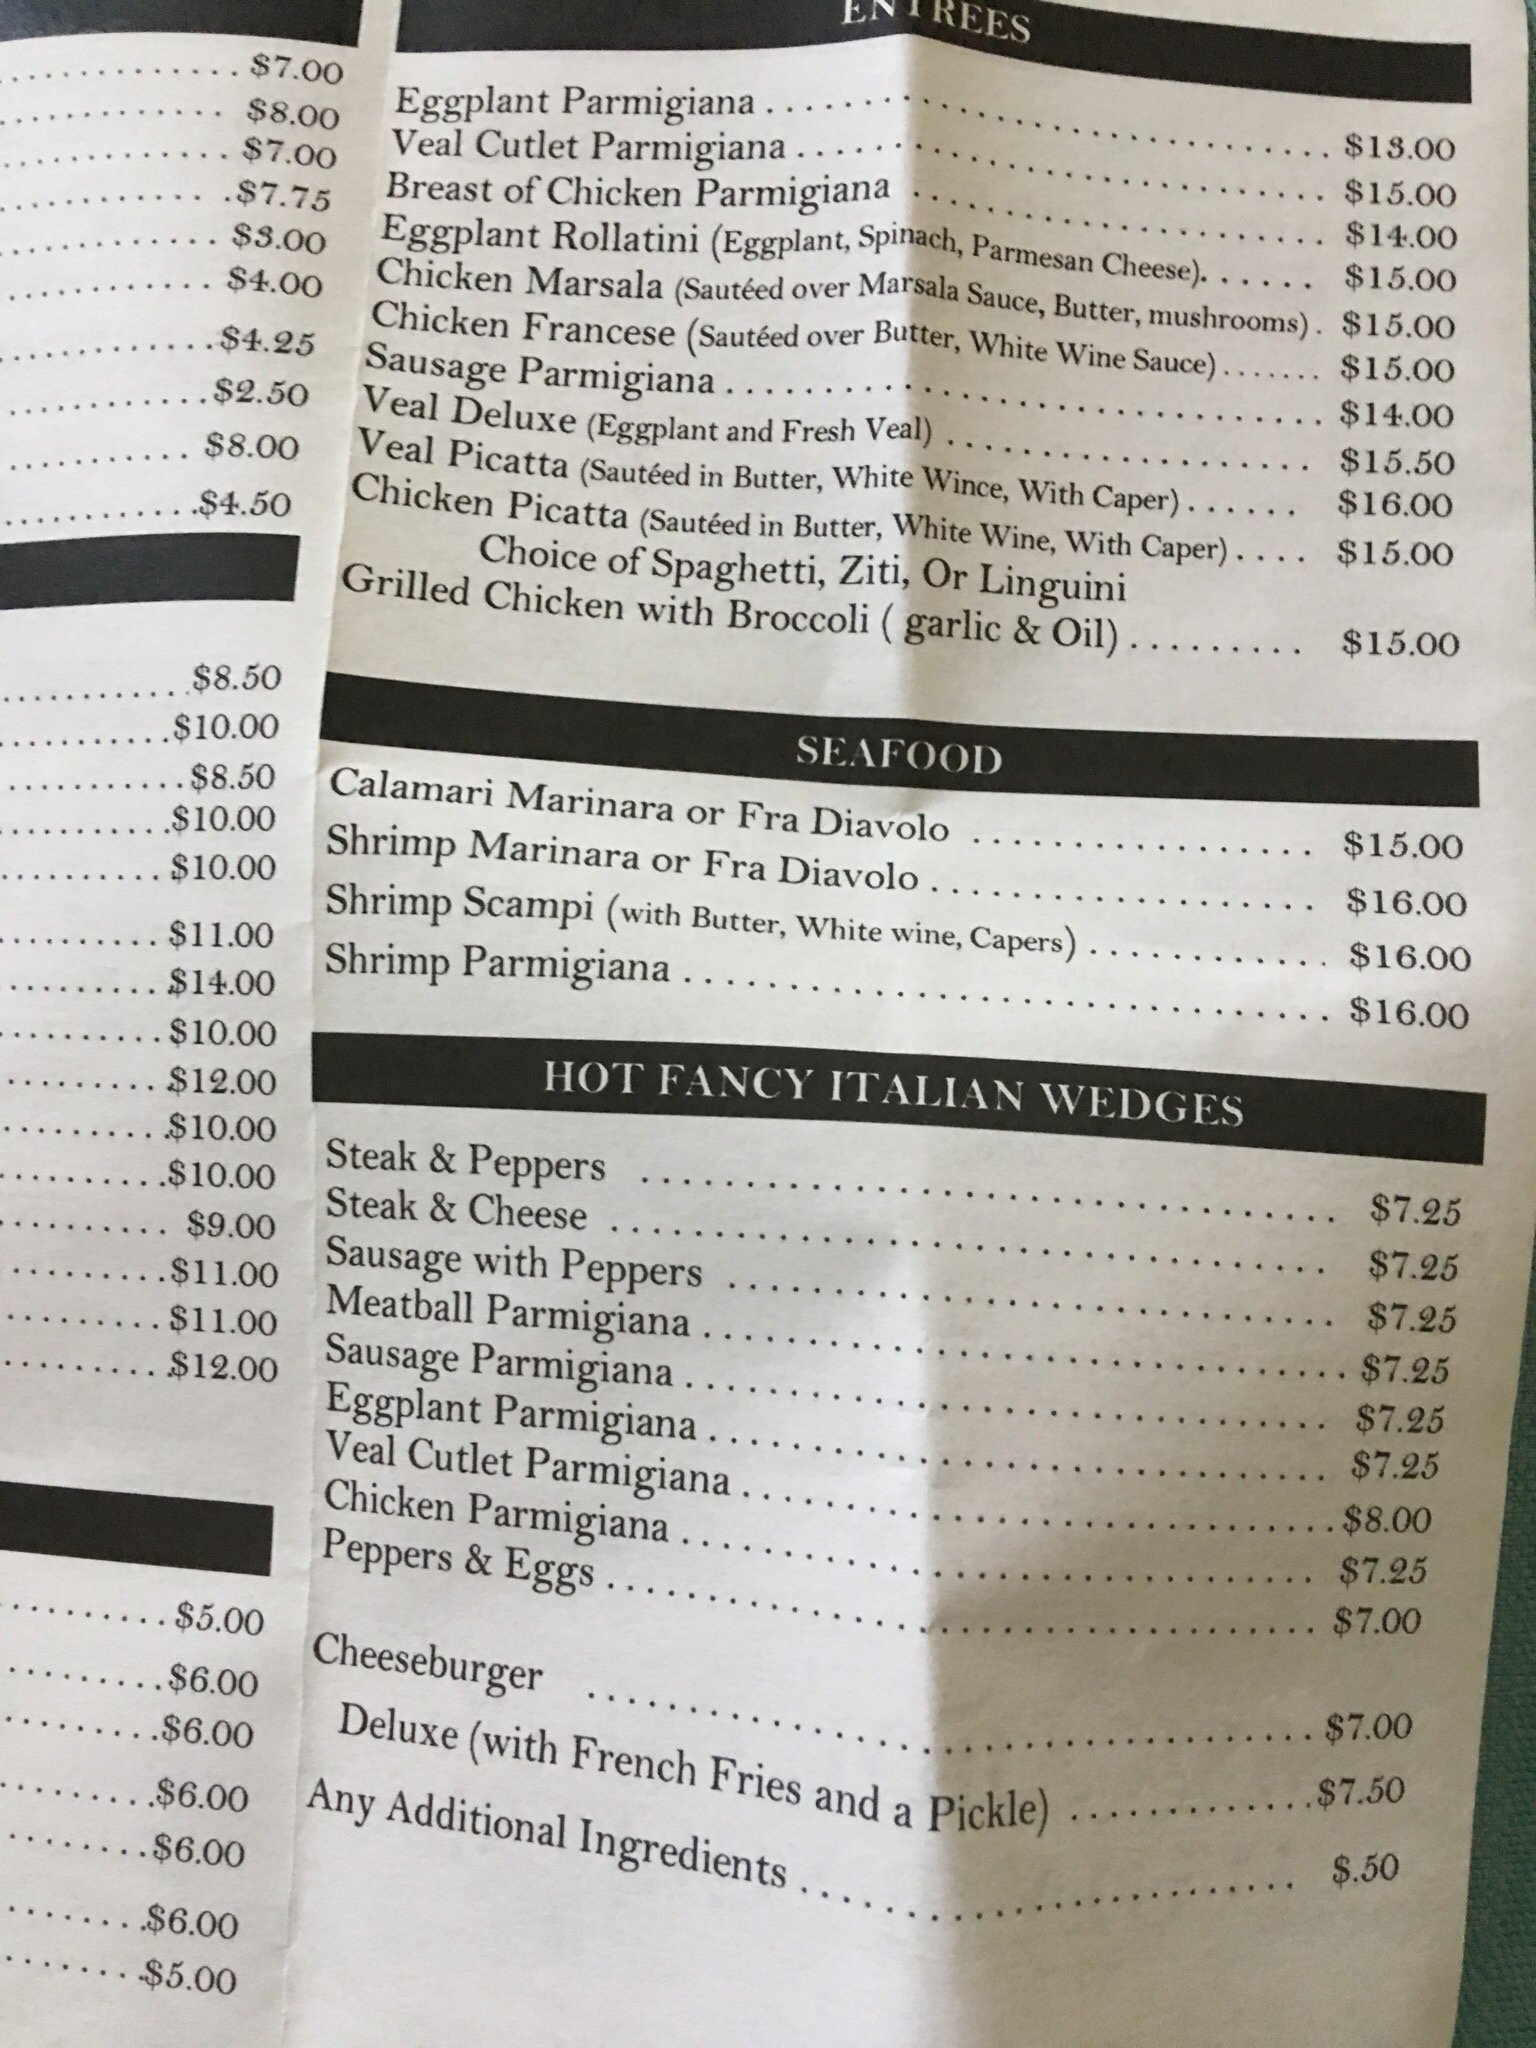 $7.00
$8.00
$7.00
$7.75
$3.00
$4.00
$4.25
$2.50
$8.00
$4.50
$8.50
$10.00
$8.50
$10.00
$10.00
$11.00
$14.00
$10.00
$12.00
$10.00
$10.00
$9.00
$11.00
$11.00
$12.00
$5.00
$6.00
$6.00
$6.00
$6.00
$6.00
$5.00
ENTREES
Eggplant Parmigiana $13.00
Veal Cutlet Parmigiana $15.00
Breast of Chicken Parmigiana $14.00
Eggplant Rollatini (Eggplant, Spinach, Parmesan Cheese) $15.00
Chicken Marsala (Sautéed over Marsala Sauce, Butter, mushrooms) $15.00
Chicken Francese (Sautéed over Butter, White Wine Sauce) $15.00
Sausage Parmigiana $14.00
Veal Deluxe (Eggplant and Fresh Veal) $15.50
Veal Picatta (Sautéed in Butter, White Wince, With Caper) $16.00
Chicken Picatta (Sautéed in Butter, White Wine, With Caper) $15.00
Choice of Spaghetti, Ziti, Or Linguini
Grilled Chicken with Broccoli ( garlic & Oil) $15.00
SEAFOOD
Calamari Marinara or Fra Diavolo $15.00
Shrimp Marinara or Fra Diavolo $16.00
Shrimp Scampi (with Butter, White wine, Capers) $16.00
Shrimp Parmigiana $16.00
HOT FANCY ITALIAN WEDGES
Steak & Peppers $7.25
Steak & Cheese $7.25
Sausage with Peppers $7.25
Meatball Parmigiana $7.25
Sausage Parmigiana $7.25
Eggplant Parmigiana $7.25
Veal Cutlet Parmigiana $8.00
Chicken Parmigiana $7.25
Peppers & Eggs $7.00
Cheeseburger $7.00
Deluxe (with French Fries and a Pickle) $7.50
Any Additional Ingredients $.50